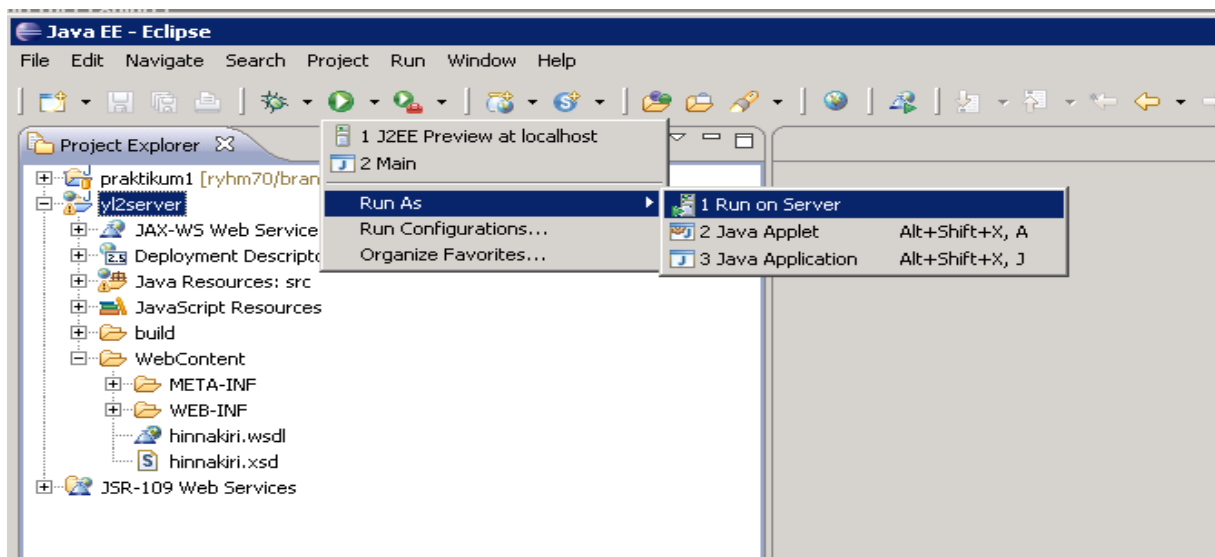 Java EE - Eclipse
File Edit Navigate Search Project Run Window Help
Project Explorer
1 J2EE Preview at localhost
2 Main
Run As
Run Configurations...
Organize Favorites...
1 Run on Server
2 Java Applet Alt+Shift+X, A
3 Java Application Alt+Shift+X, J
praktikum1 [ryhm70/bran
yl2server
JAX-WS Web Service
2.5 Deployment Descripto
Java Resources: src
JavaScript Resources
build
WebContent
META-INF
WEB-INF
hinnakiri.wsdl
S hinnakiri.xsd
JSR-109 Web Services